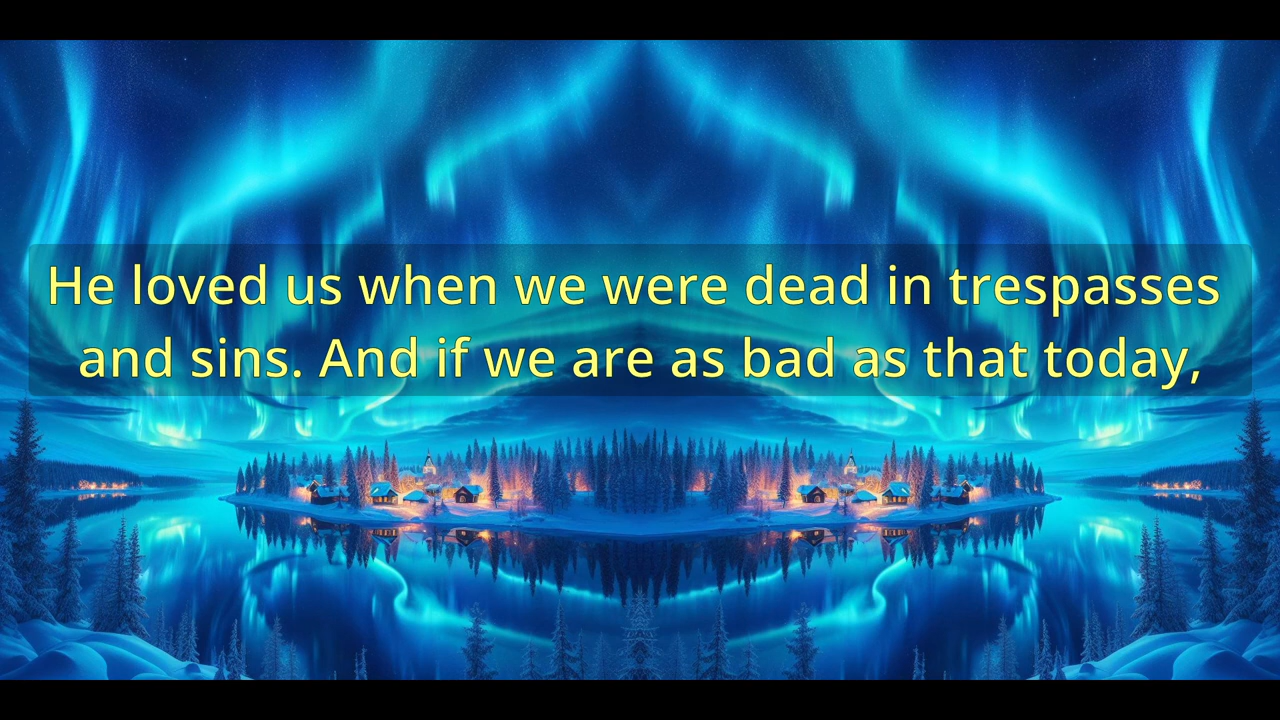 He loved us when we were dead in trespasses
and sins. And if we are as bad as that today,